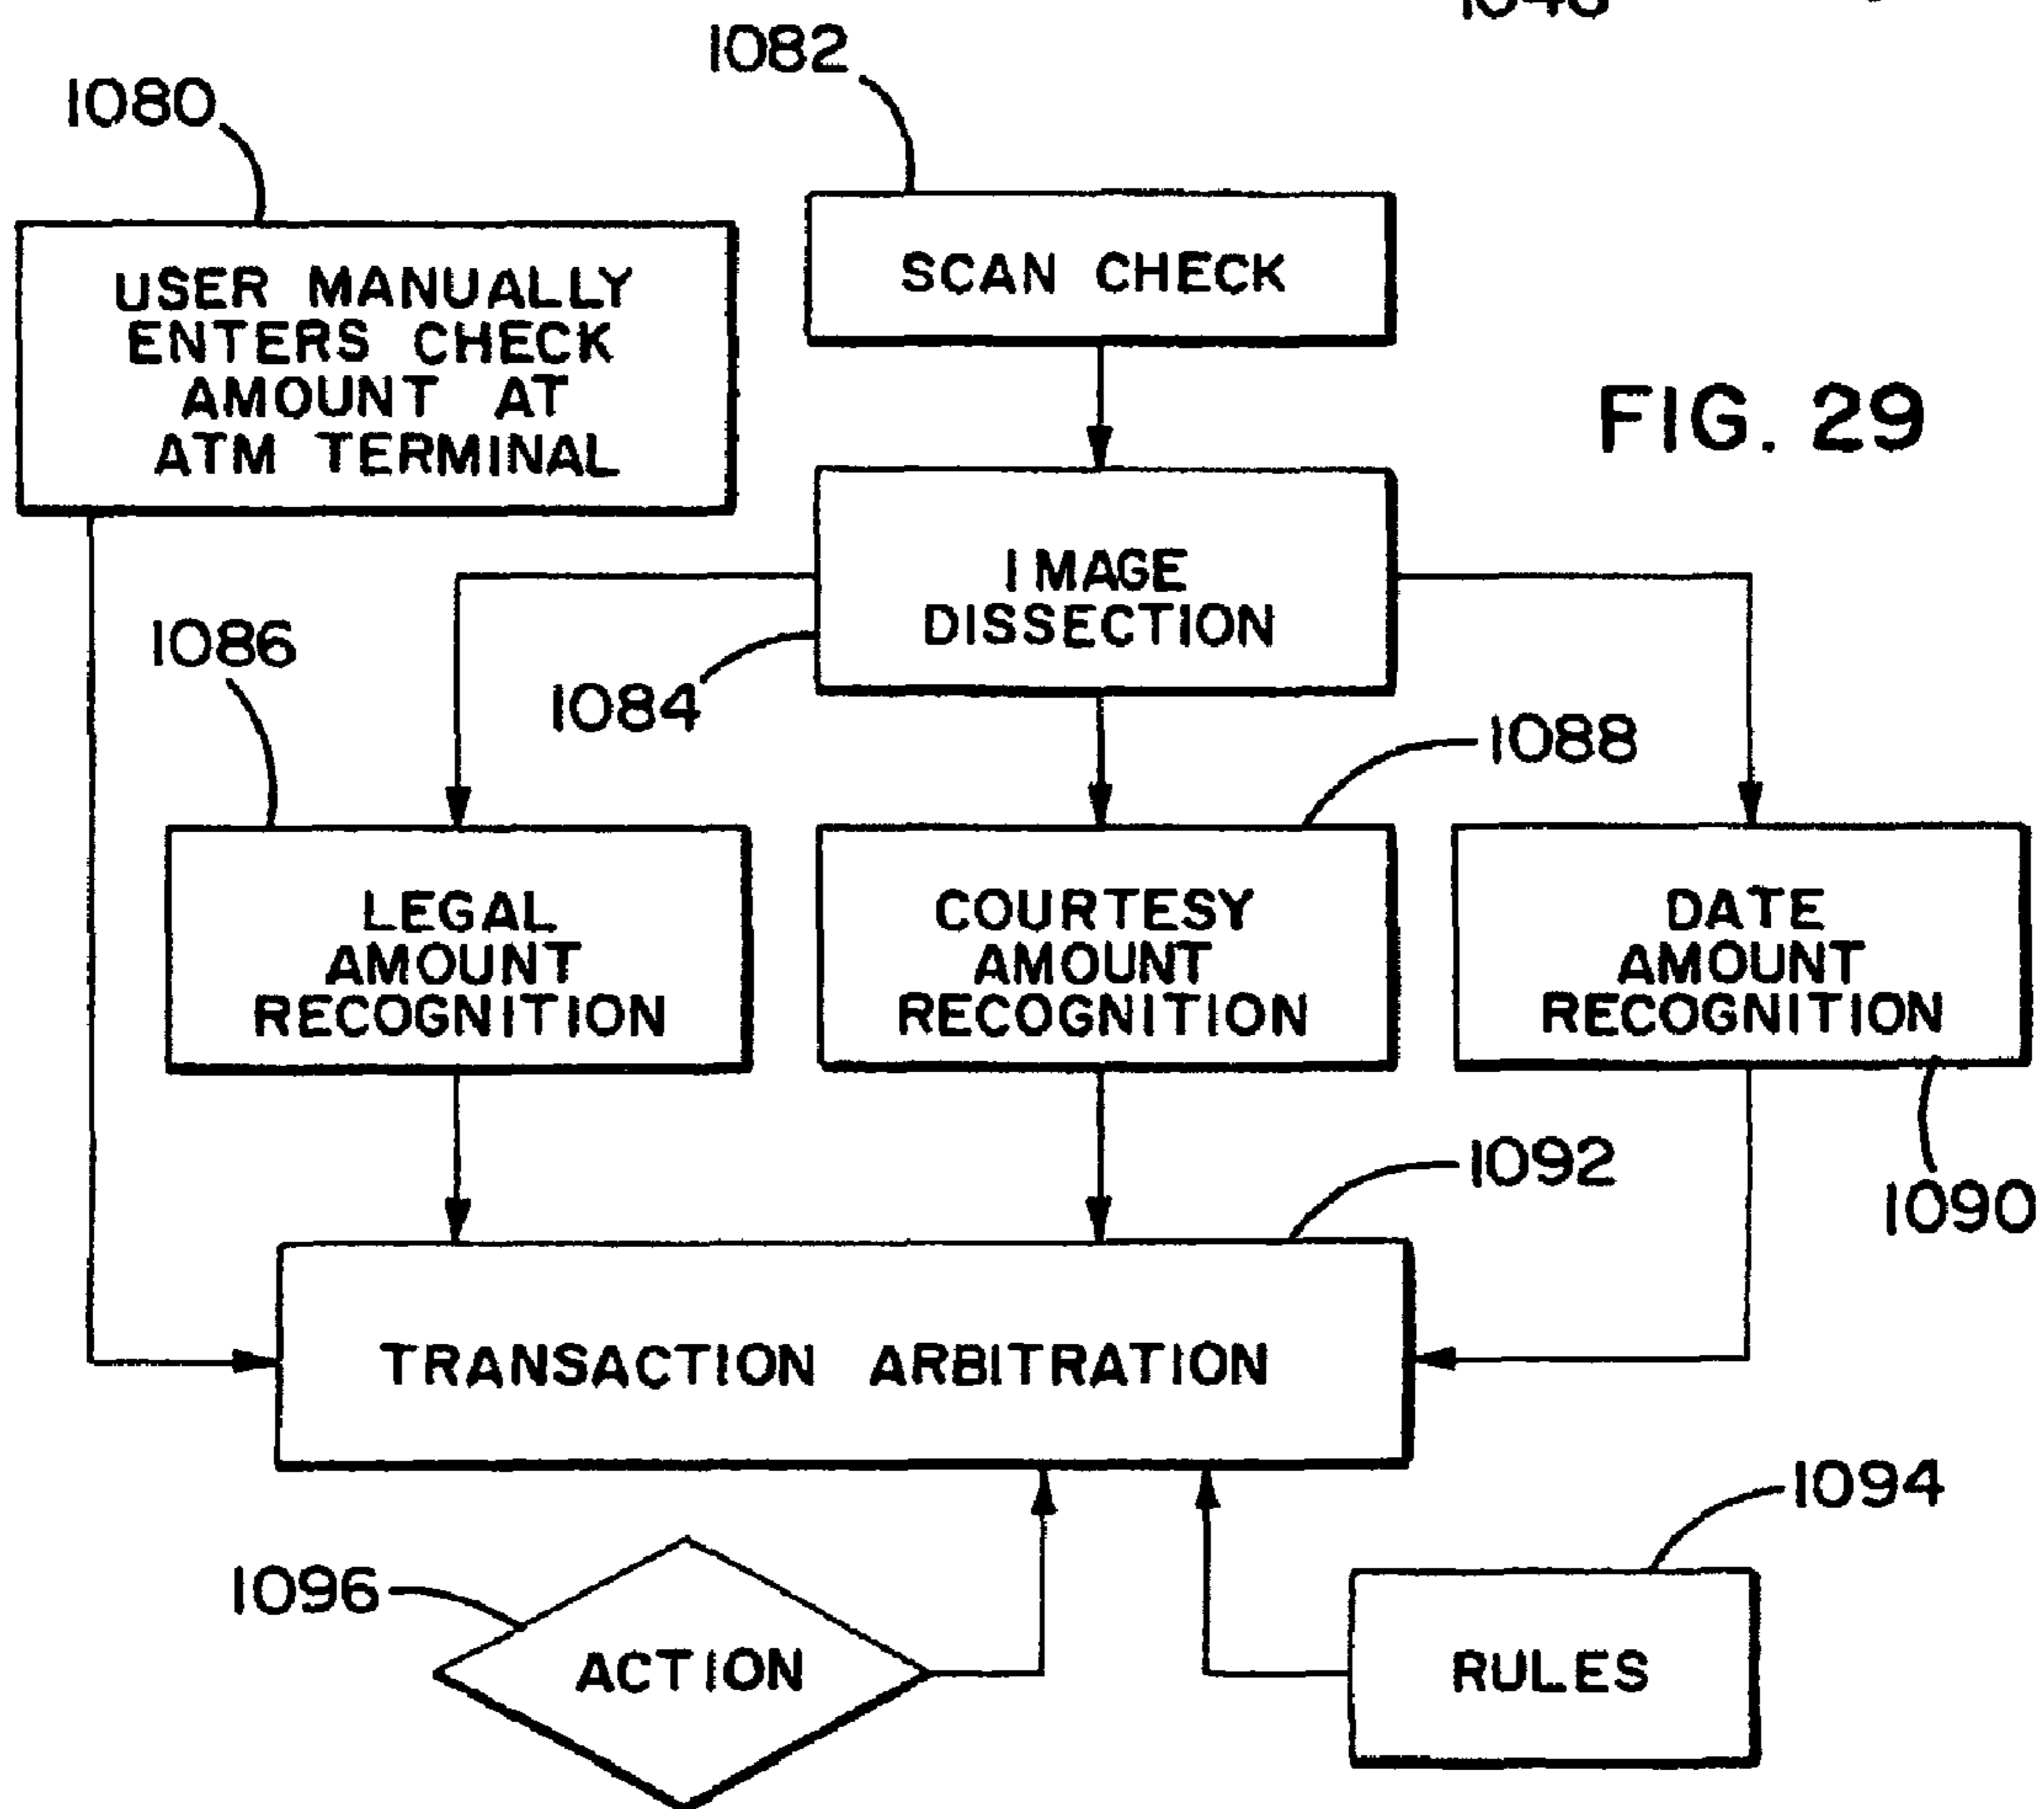 1082
1080
SCAN CHECK
USER MANUALLY
ENTERS CHECK
AMOUNT AT
ATM TERMINAL
FIG. 29
IMAGE
DISSECTION
1086
1084
1088
LEGAL
AMOUNT
RECOGNITION
COURTESY
AMOUNT
RECOGNITION
DATE
AMOUNT
RECOGNITION
1092
1090
TRANSACTION ARBITRATION
1094
1096
ACTION
RULES